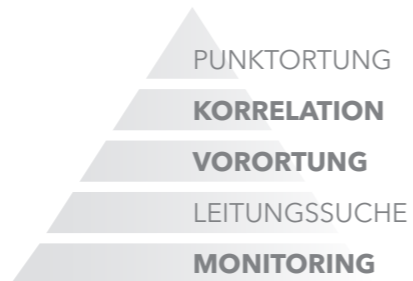 PUNKTORTUNG
KORRELATION
VORORTUNG
LEITUNGSSUCHE
MONITORING